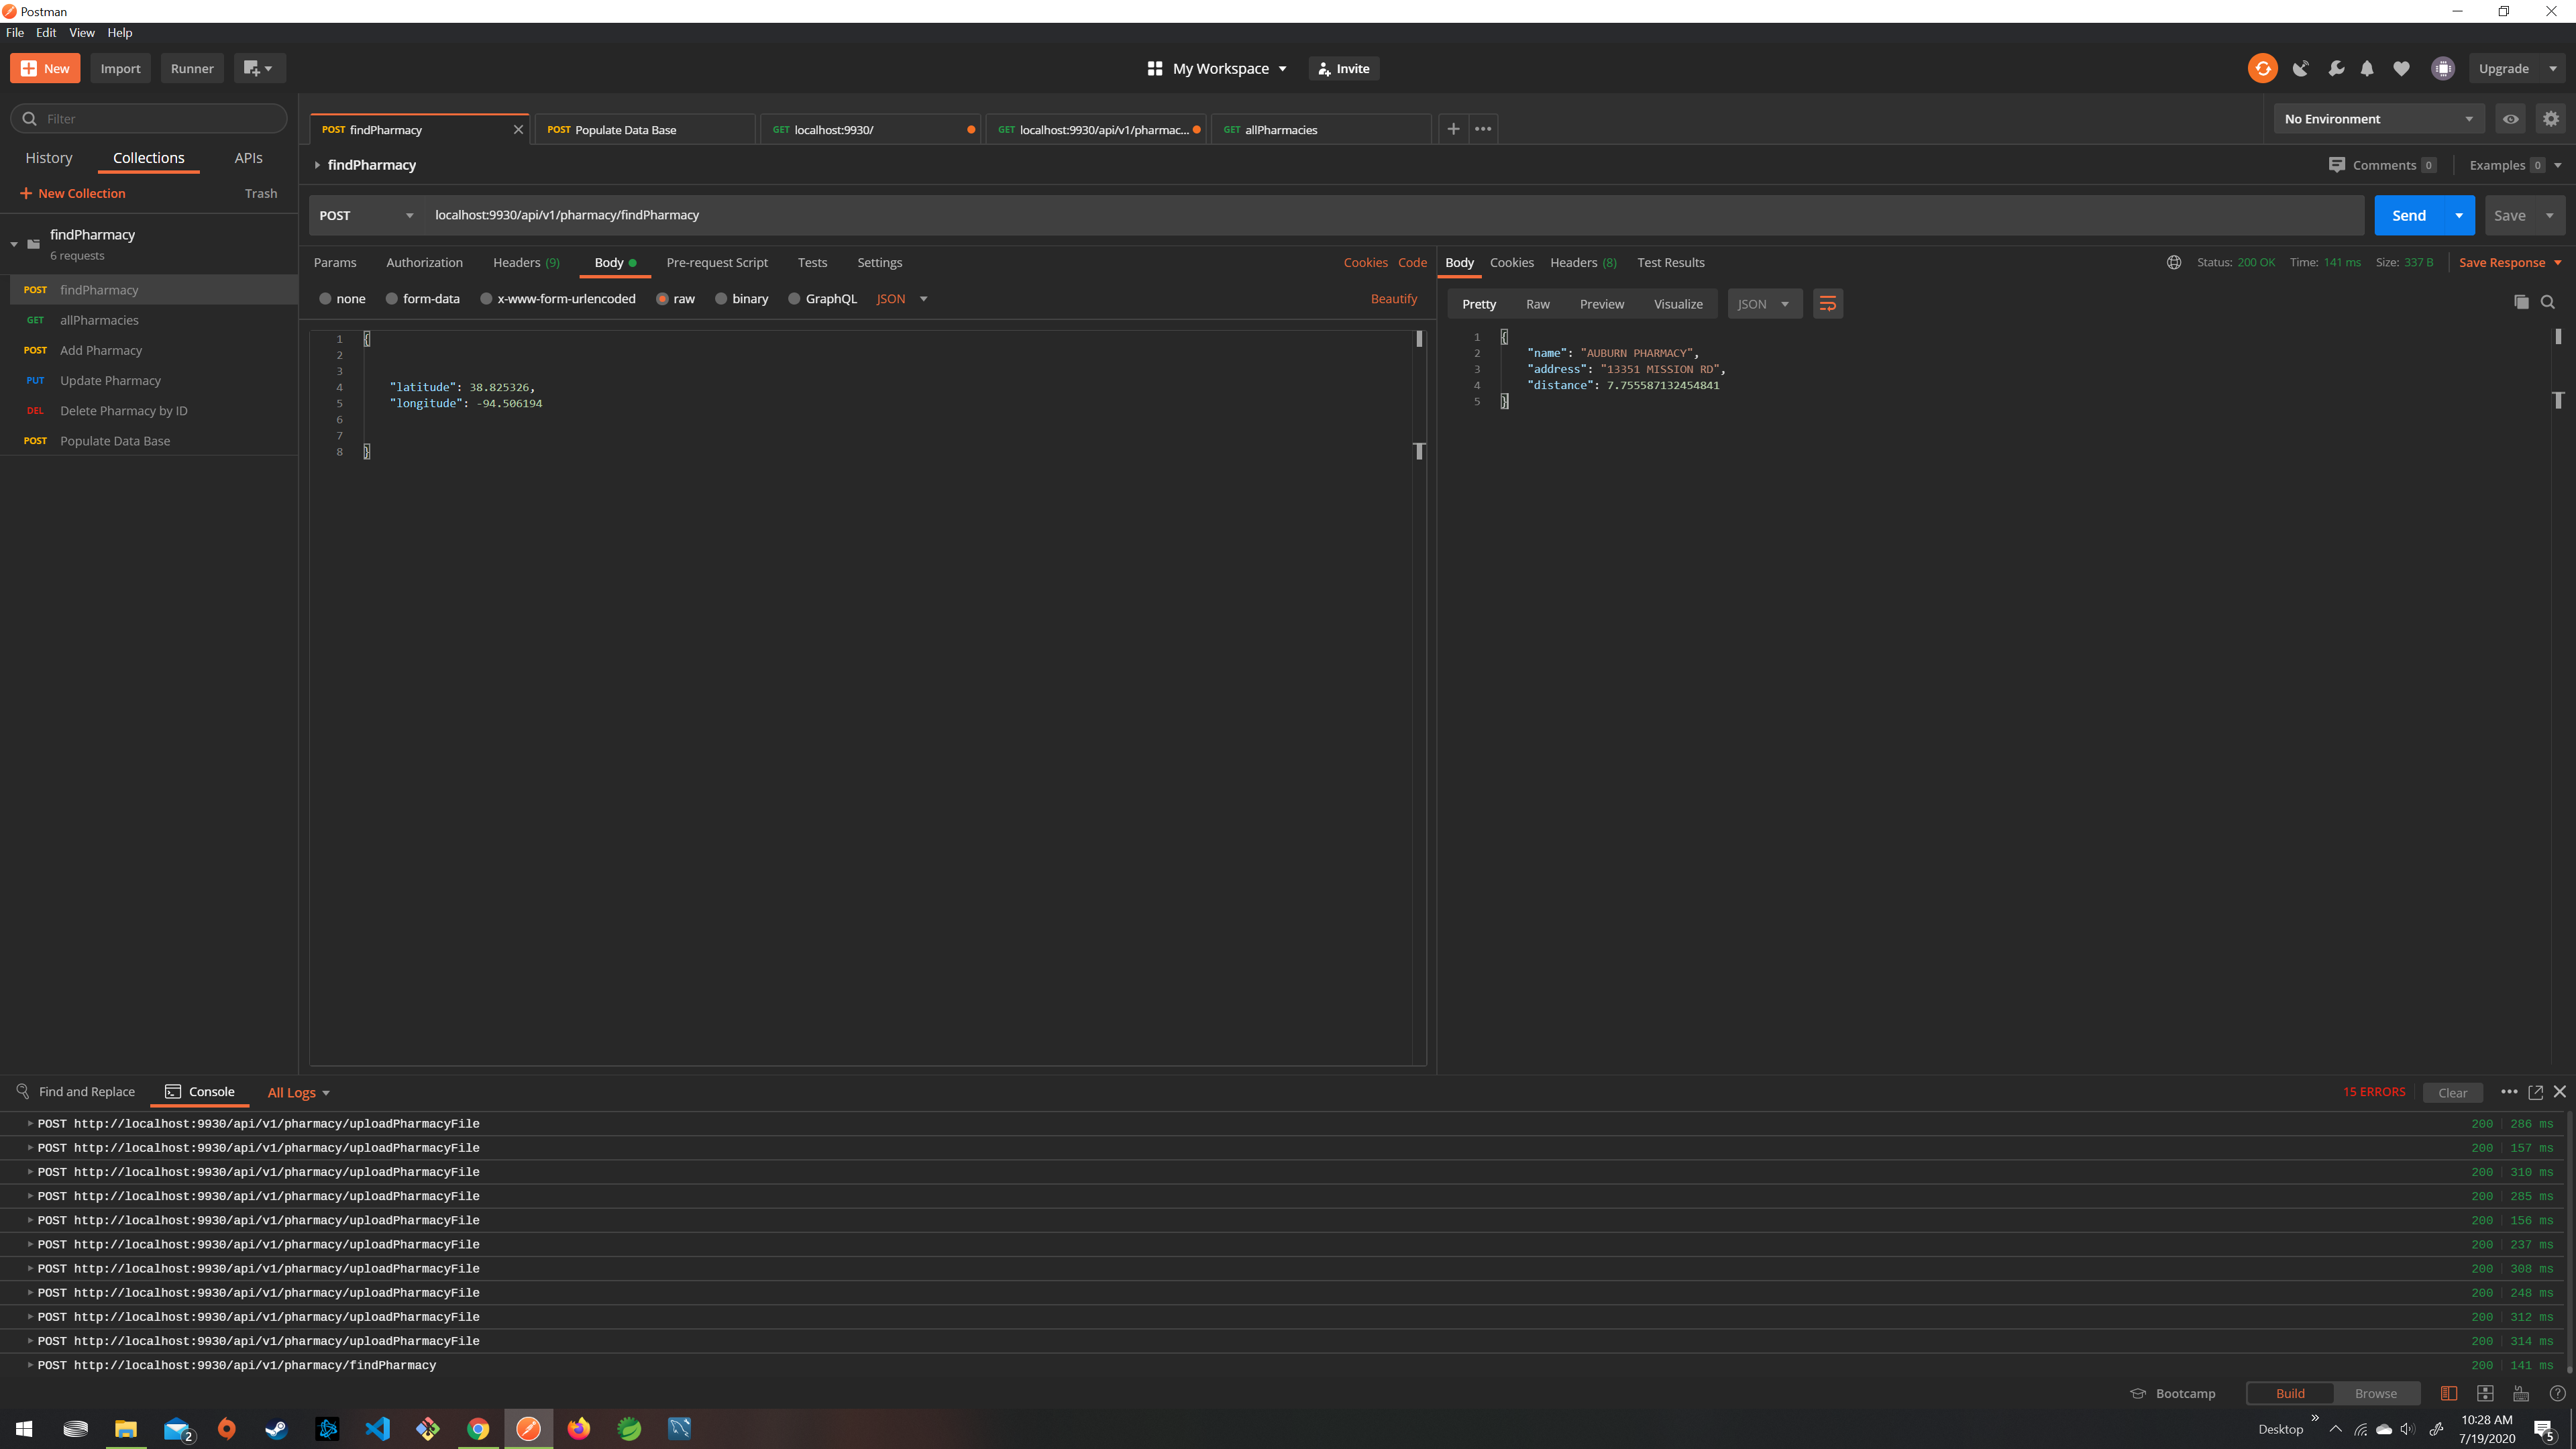 Postman
File Edit View Help
New Import Runner My Workspace Invite Upgrade
Filter
History Collections APIs
New Collection Trash
findPharmacy
6 requests
POST findPharmacy
GET allPharmacies
POST Add Pharmacy
PUT Update Pharmacy
DEL Delete Pharmacy by ID
POST Populate Data Base
POST findPharmacy POST Populate Data Base GET localhost:9930/ GET localhost:9930/api/v1/pharmac... GET allPharmacies
No Environment
findPharmacy Comments 0 Examples 0
POST localhost:9930/api/v1/pharmacy/findPharmacy Send Save
Params Authorization Headers (9) Body Pre-request Script Tests Settings Cookies Code
none form-data x-www-form-urlencoded raw binary GraphQL JSON Beautify
1 {
2
3
4 "latitude": 38.825326,
5 "longitude": -94.506194
6
7
8 }
Body Cookies Headers (8) Test Results Status: 200 OK Time: 141 ms Size: 337 B Save Response
Pretty Raw Preview Visualize JSON
1 {
2 "name": "AUBURN PHARMACY",
3 "address": "13351 MISSION RD",
4 "distance": 7.755587132454841
5 }
Find and Replace Console All Logs 15 ERRORS Clear
POST http://localhost:9930/api/v1/pharmacy/uploadPharmacyFile 200 286 ms
POST http://localhost:9930/api/v1/pharmacy/uploadPharmacyFile 200 157 ms
POST http://localhost:9930/api/v1/pharmacy/uploadPharmacyFile 200 310 ms
POST http://localhost:9930/api/v1/pharmacy/uploadPharmacyFile 200 285 ms
POST http://localhost:9930/api/v1/pharmacy/uploadPharmacyFile 200 156 ms
POST http://localhost:9930/api/v1/pharmacy/uploadPharmacyFile 200 237 ms
POST http://localhost:9930/api/v1/pharmacy/uploadPharmacyFile 200 308 ms
POST http://localhost:9930/api/v1/pharmacy/uploadPharmacyFile 200 248 ms
POST http://localhost:9930/api/v1/pharmacy/uploadPharmacyFile 200 312 ms
POST http://localhost:9930/api/v1/pharmacy/uploadPharmacyFile 200 314 ms
POST http://localhost:9930/api/v1/pharmacy/findPharmacy 200 141 ms
Bootcamp Build Browse
2 Desktop 10:28 AM
7/19/2020 5